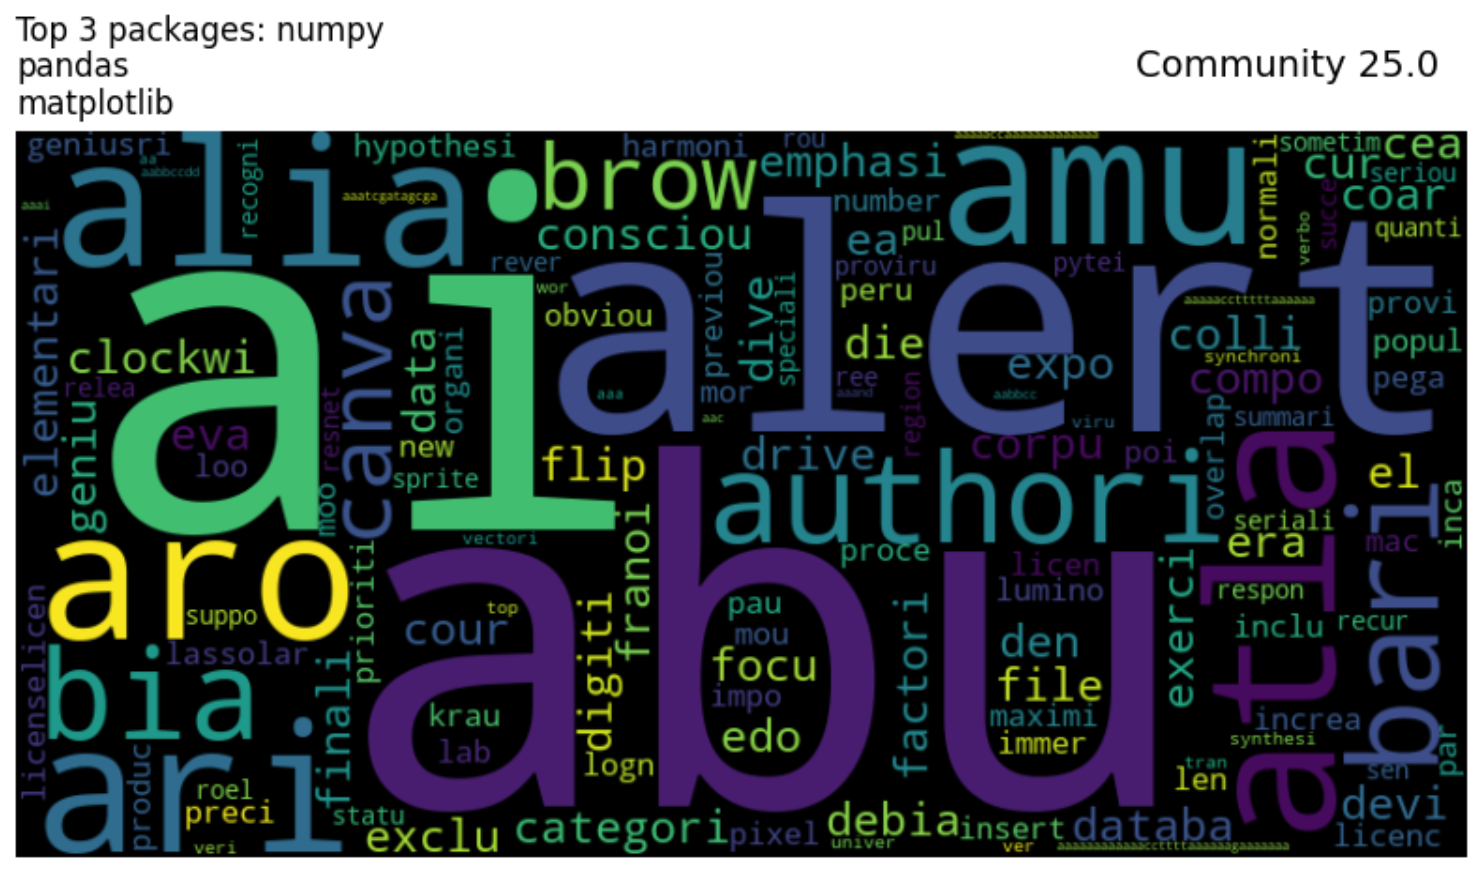 Top 3 packages: numpy
pandas
matplotlib
Community 25.0
geniusri
aa
aabbccdd
recogni
hypothesi
harmoni
rou
aaaaaccaaaaaaaaaaaaa
sometim
cea
alia
brow
emphasi
amu
normali
cur
seriou
coar
aaai
aaatcgatagcga
number
succe
verbo
quanti
consciou
ea
pul
elementari
rever
wor
previou
proviru
pytei
al
canva
alert
obviou
dive
speciali
peru
aaaaacctttttaaaaaa
provi
clockwi
data
organi
die
colli
synchroni
popul
relea
aaa
mor
ree
aaand
expo
aabbcc
compo
pega
geniu
eva
loo
resnet
new
aac
region
viru
overlap
summari
moo
sprite
flip
drive
corpu
poi
atla
el
authori
seriali
era
mac
inca
bari
aro
vectori
franoi
proce
licen
lumino
exerci
respon
inclu
recur
licenselicen
suppo
prioriti
top
cour
digiti
pau
mou
focu
impo
edo
abu
factori
den
file
maximi
immer
bia
lassolar
finali
krau
lab
logn
increa
synthesi
par
ari
produc
roel
preci
veri
statu
exclu
categori
pixel
debia
univer
insert
ver
databa
tran
len
sen
devi
licenc